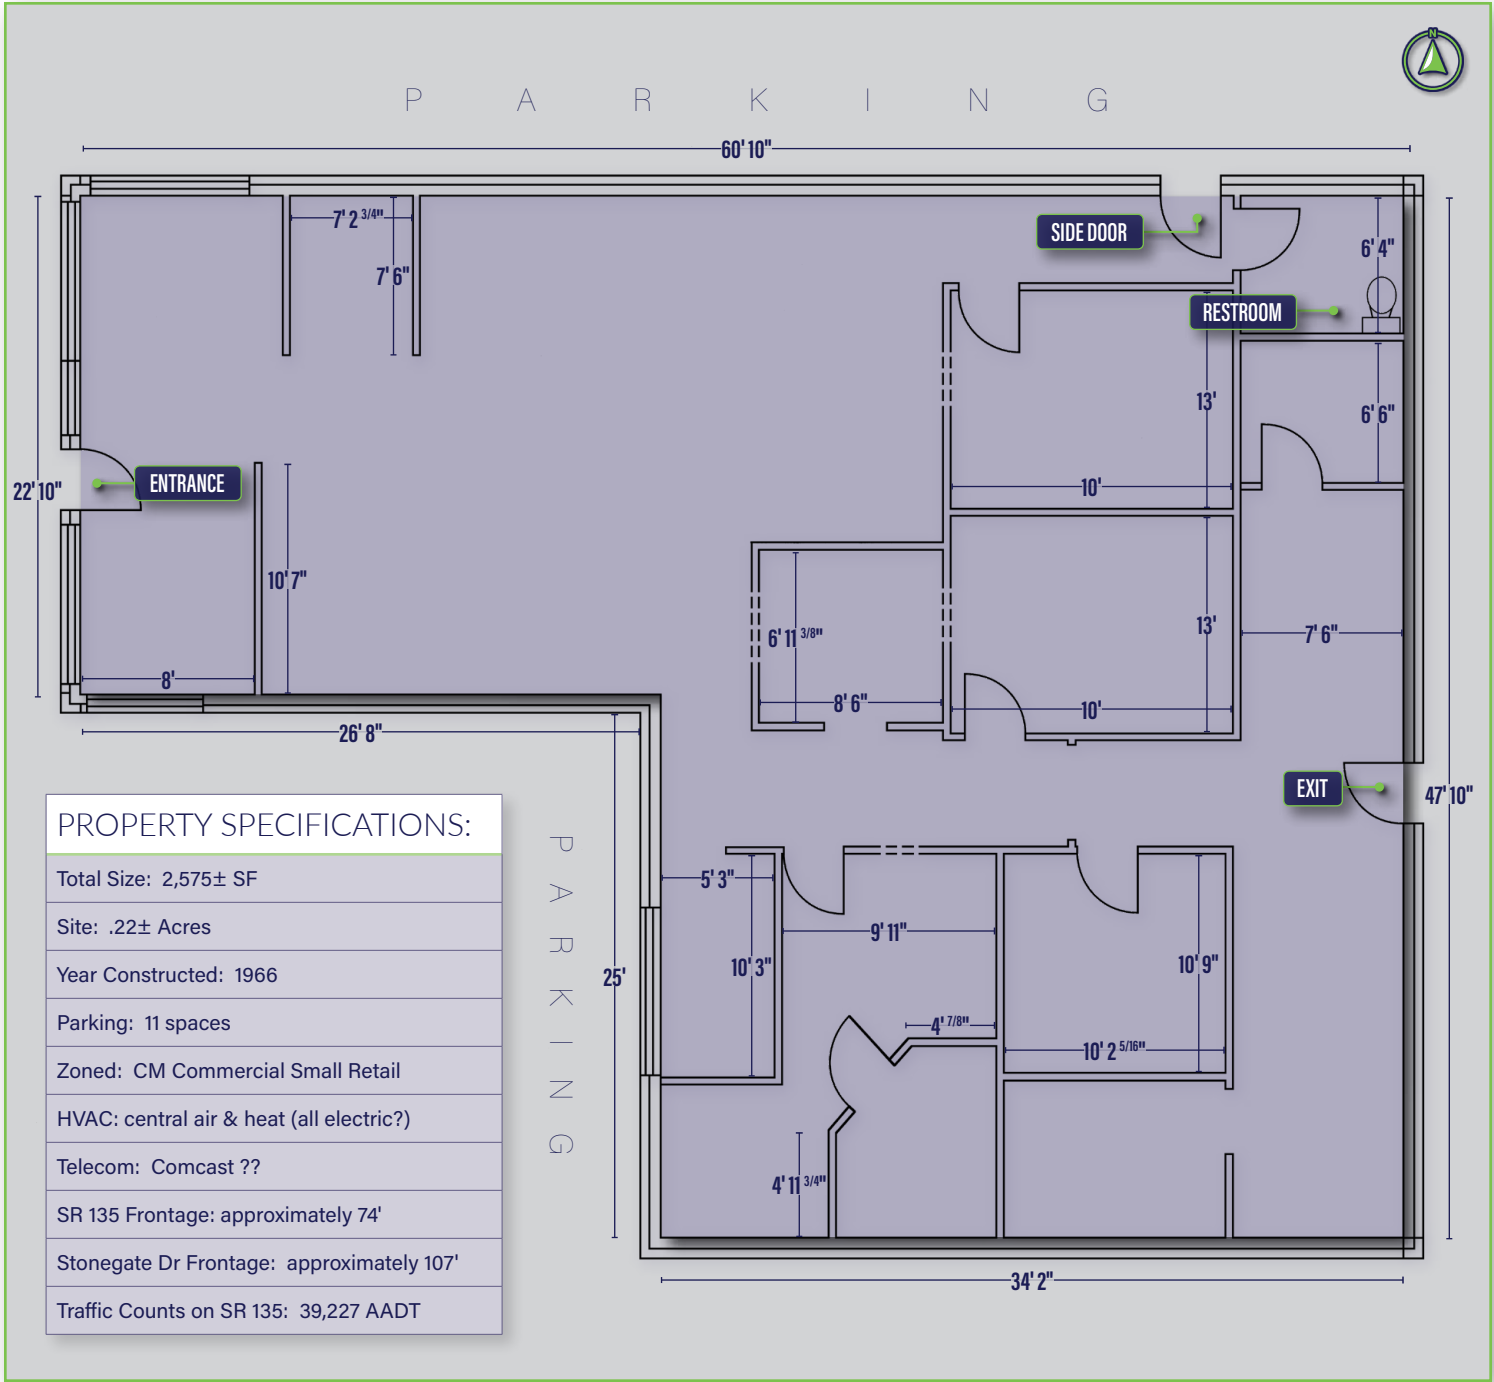 N
P A R K I N G
60' 10"
7' 2 3/4"
7' 6"
SIDE DOOR
6' 4"
RESTROOM
13'
6' 6"
ENTRANCE
22' 10"
10'
10' 7"
6' 11 3/8"
13'
7' 6"
8'
8' 6"
10'
26' 8"
EXIT
47' 10"
PROPERTY SPECIFICATIONS:
Total Size: 2,575± SF
Site: .22± Acres
Year Constructed: 1966
Parking: 11 spaces
Zoned: CM Commercial Small Retail
HVAC: central air & heat (all electric?)
Telecom: Comcast ??
SR 135 Frontage: approximately 74'
Stonegate Dr Frontage: approximately 107'
Traffic Counts on SR 135: 39,227 AADT
P A R K I N G
25'
5' 3"
10' 3"
9' 11"
10' 9"
4' 7/8"
10' 2 5/16"
4' 11 3/4"
34' 2"